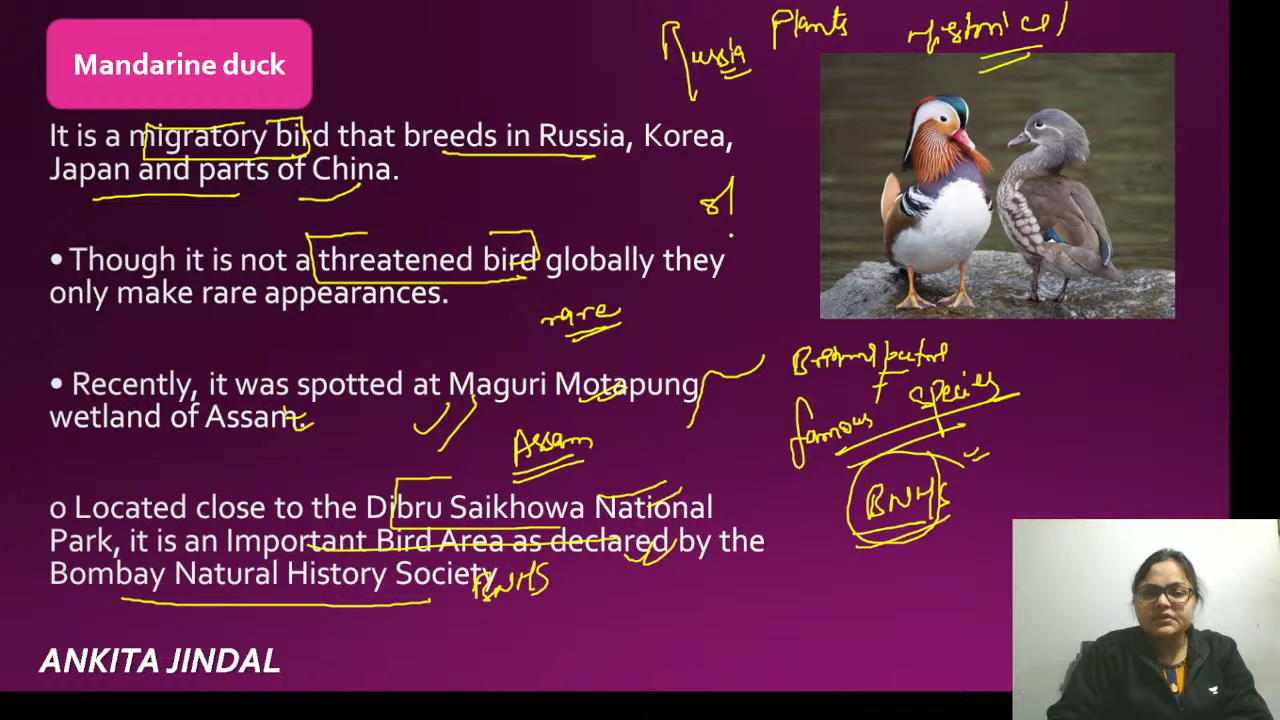 Mandarine duck
Russia Plants
It is a migratory bird that breeds in Russia, Korea,
Japan and parts of China.
• Though it is not a threatened bird globally they
only make rare appearances.
rare
• Recently, it was spotted at Maguri Motapung
wetland of Assam.
species
famous
Assam
BNHS
o Located close to the Dibru Saikhowa National
Park, it is an Important Bird Area as declared by the
Bombay Natural History Society
BNHS
ANKITA JINDAL